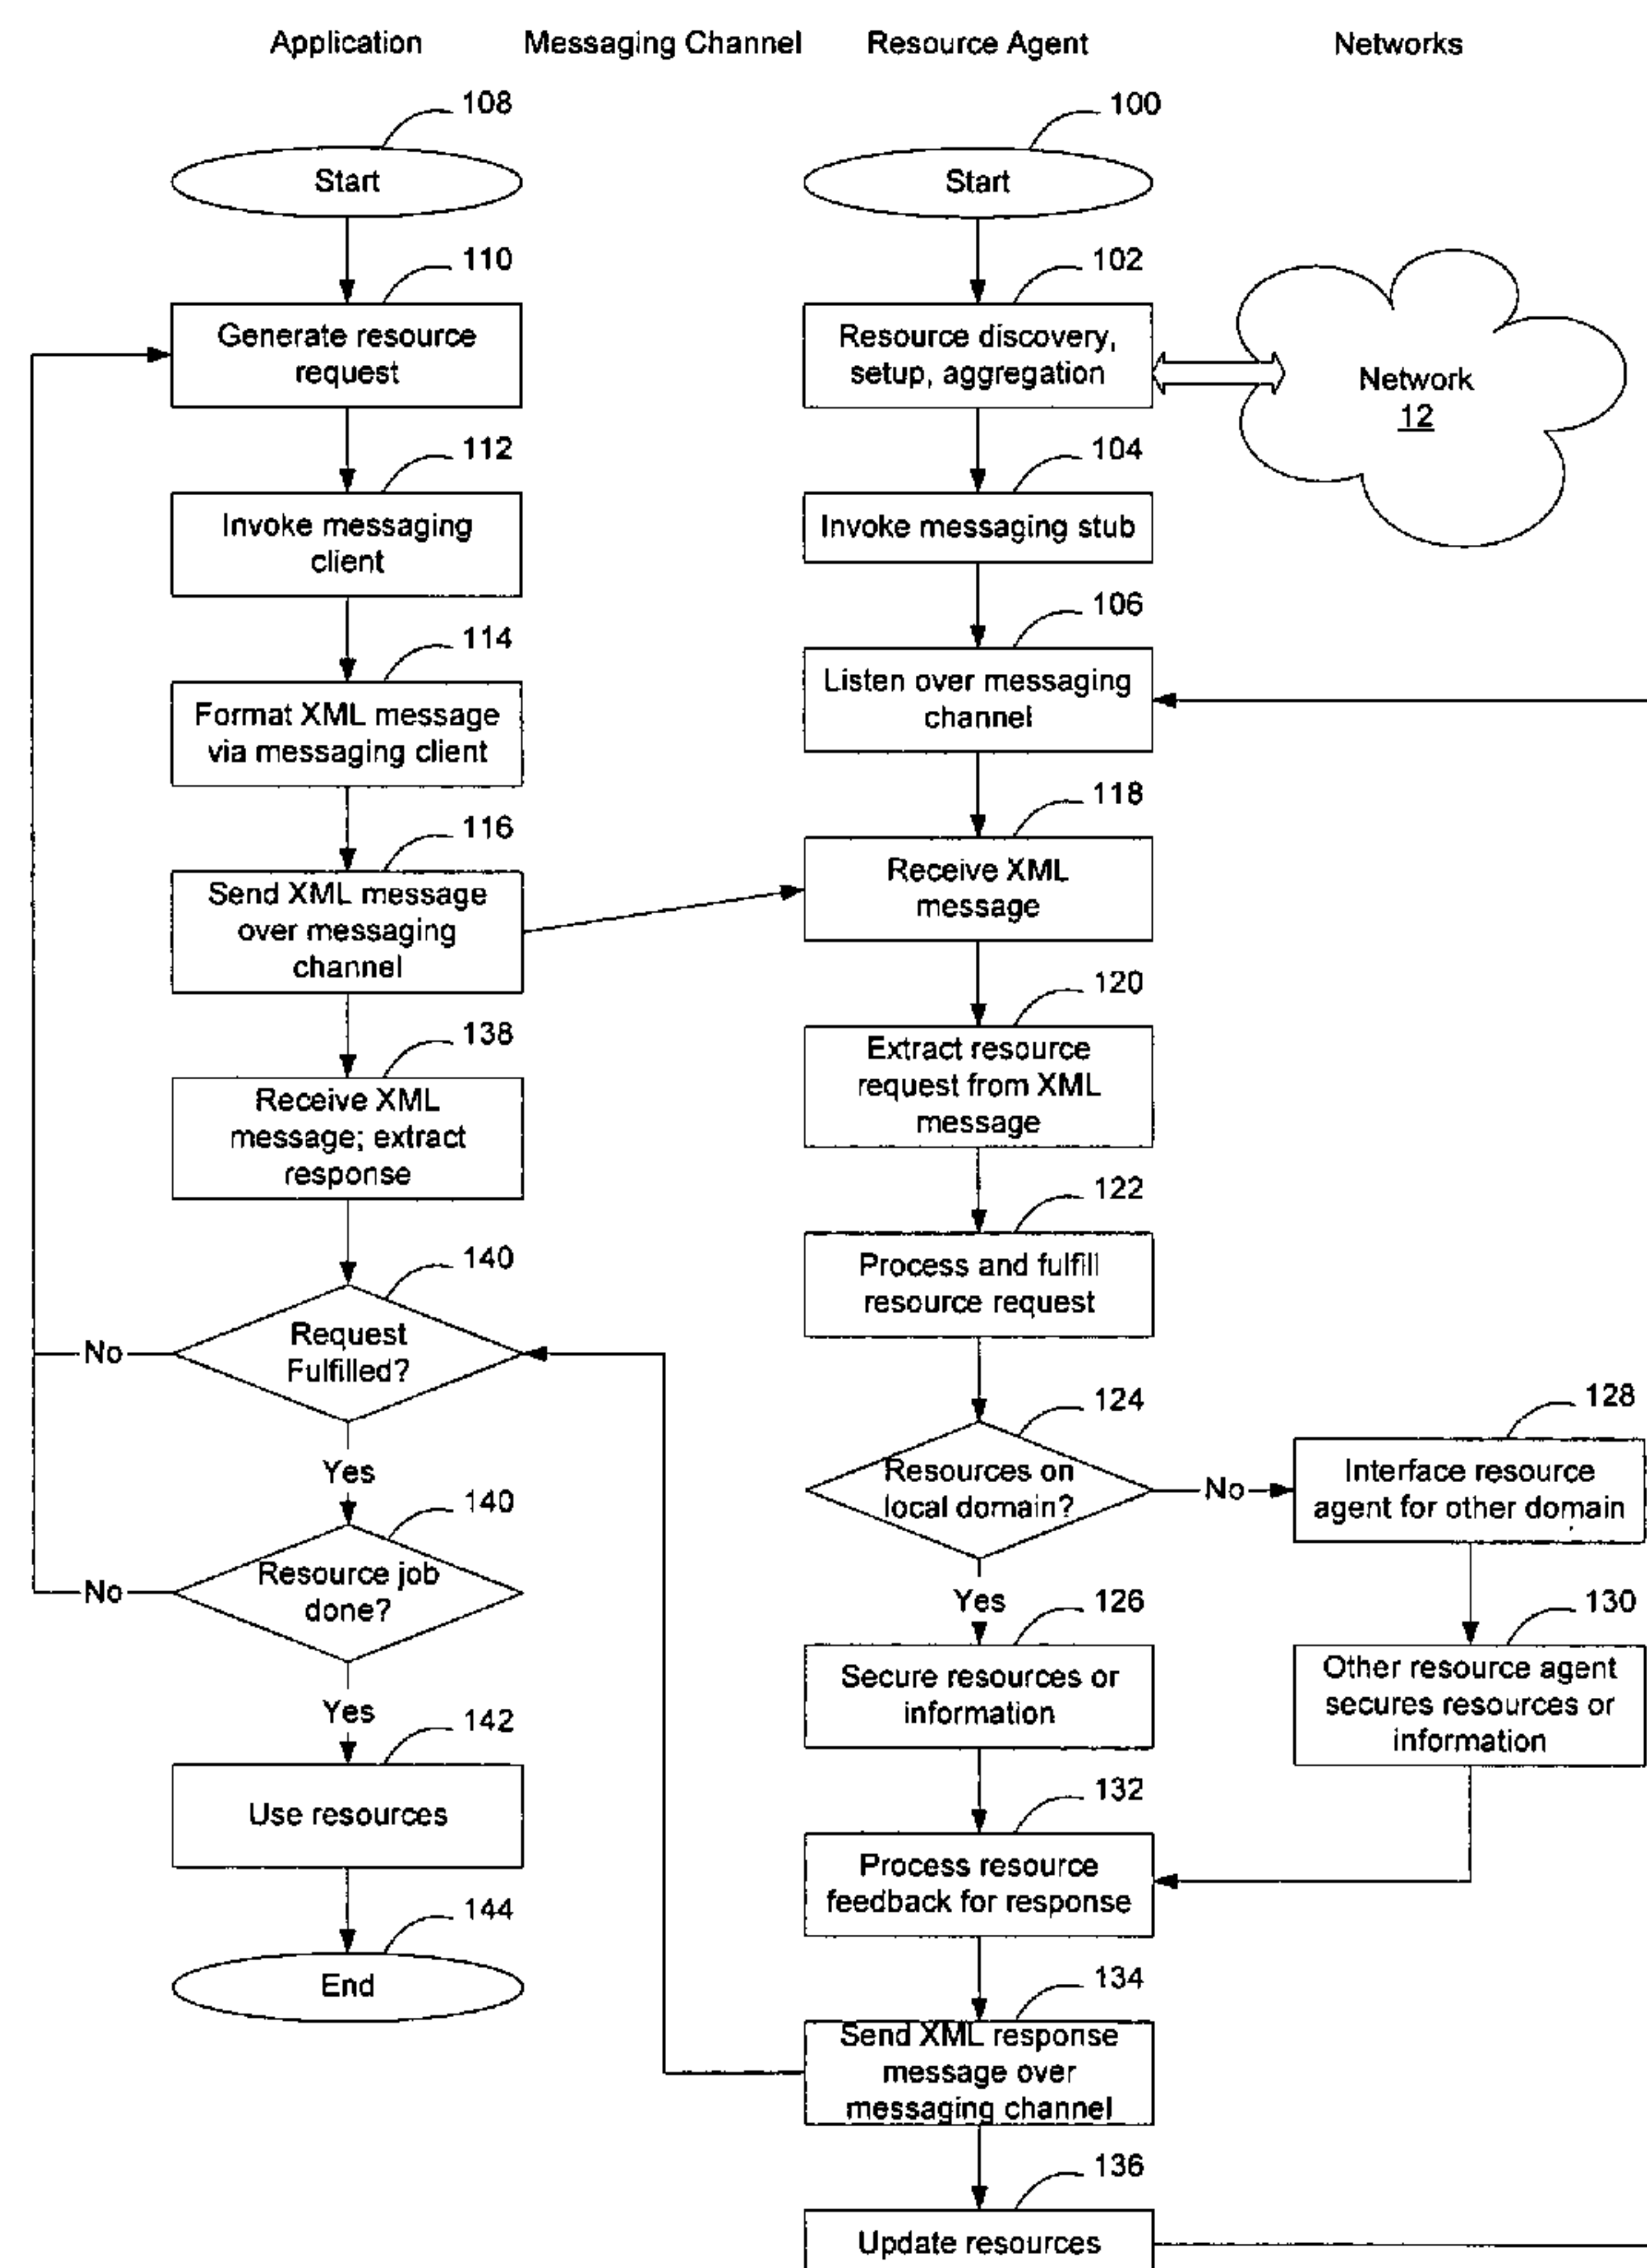 Application
Messaging Channel
Resource Agent
Networks
108
Start
110
Generate resource
request
112
Invoke messaging
client
114
Format XML message
via messaging client
116
Send XML message
over messaging
channel
138
Receive XML
message; extract
response
140
Request
Fulfilled?
No
Yes
140
Resource job
done?
No
Yes
142
Use resources
144
End
100
Start
102
Resource discovery,
setup, aggregation
104
Invoke messaging stub
106
Listen over messaging
channel
118
Receive XML
message
120
Extract resource
request from XML
message
122
Process and fulfill
resource request
124
Resources on
local domain?
No
Yes
126
Secure resources or
information
132
Process resource
feedback for response
134
Send XML response
message over
messaging channel
136
Update resources
Network
12
128
Interface resource
agent for other domain
130
Other resource agent
secures resources or
information